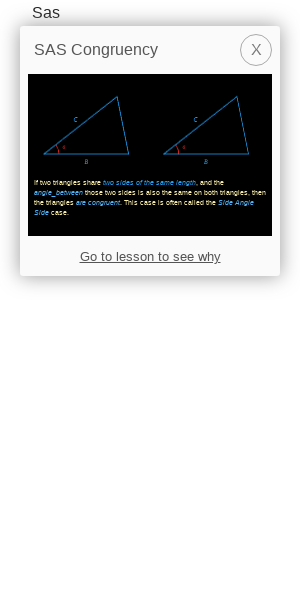 Sas
SAS Congruency
X
C
B
C
B
If two triangles share two sides of the same length, and the
angle_between those two sides is also the same on both triangles, then
the triangles are congruent. This case is often called the Side Angle
Side case.
Go to lesson to see why